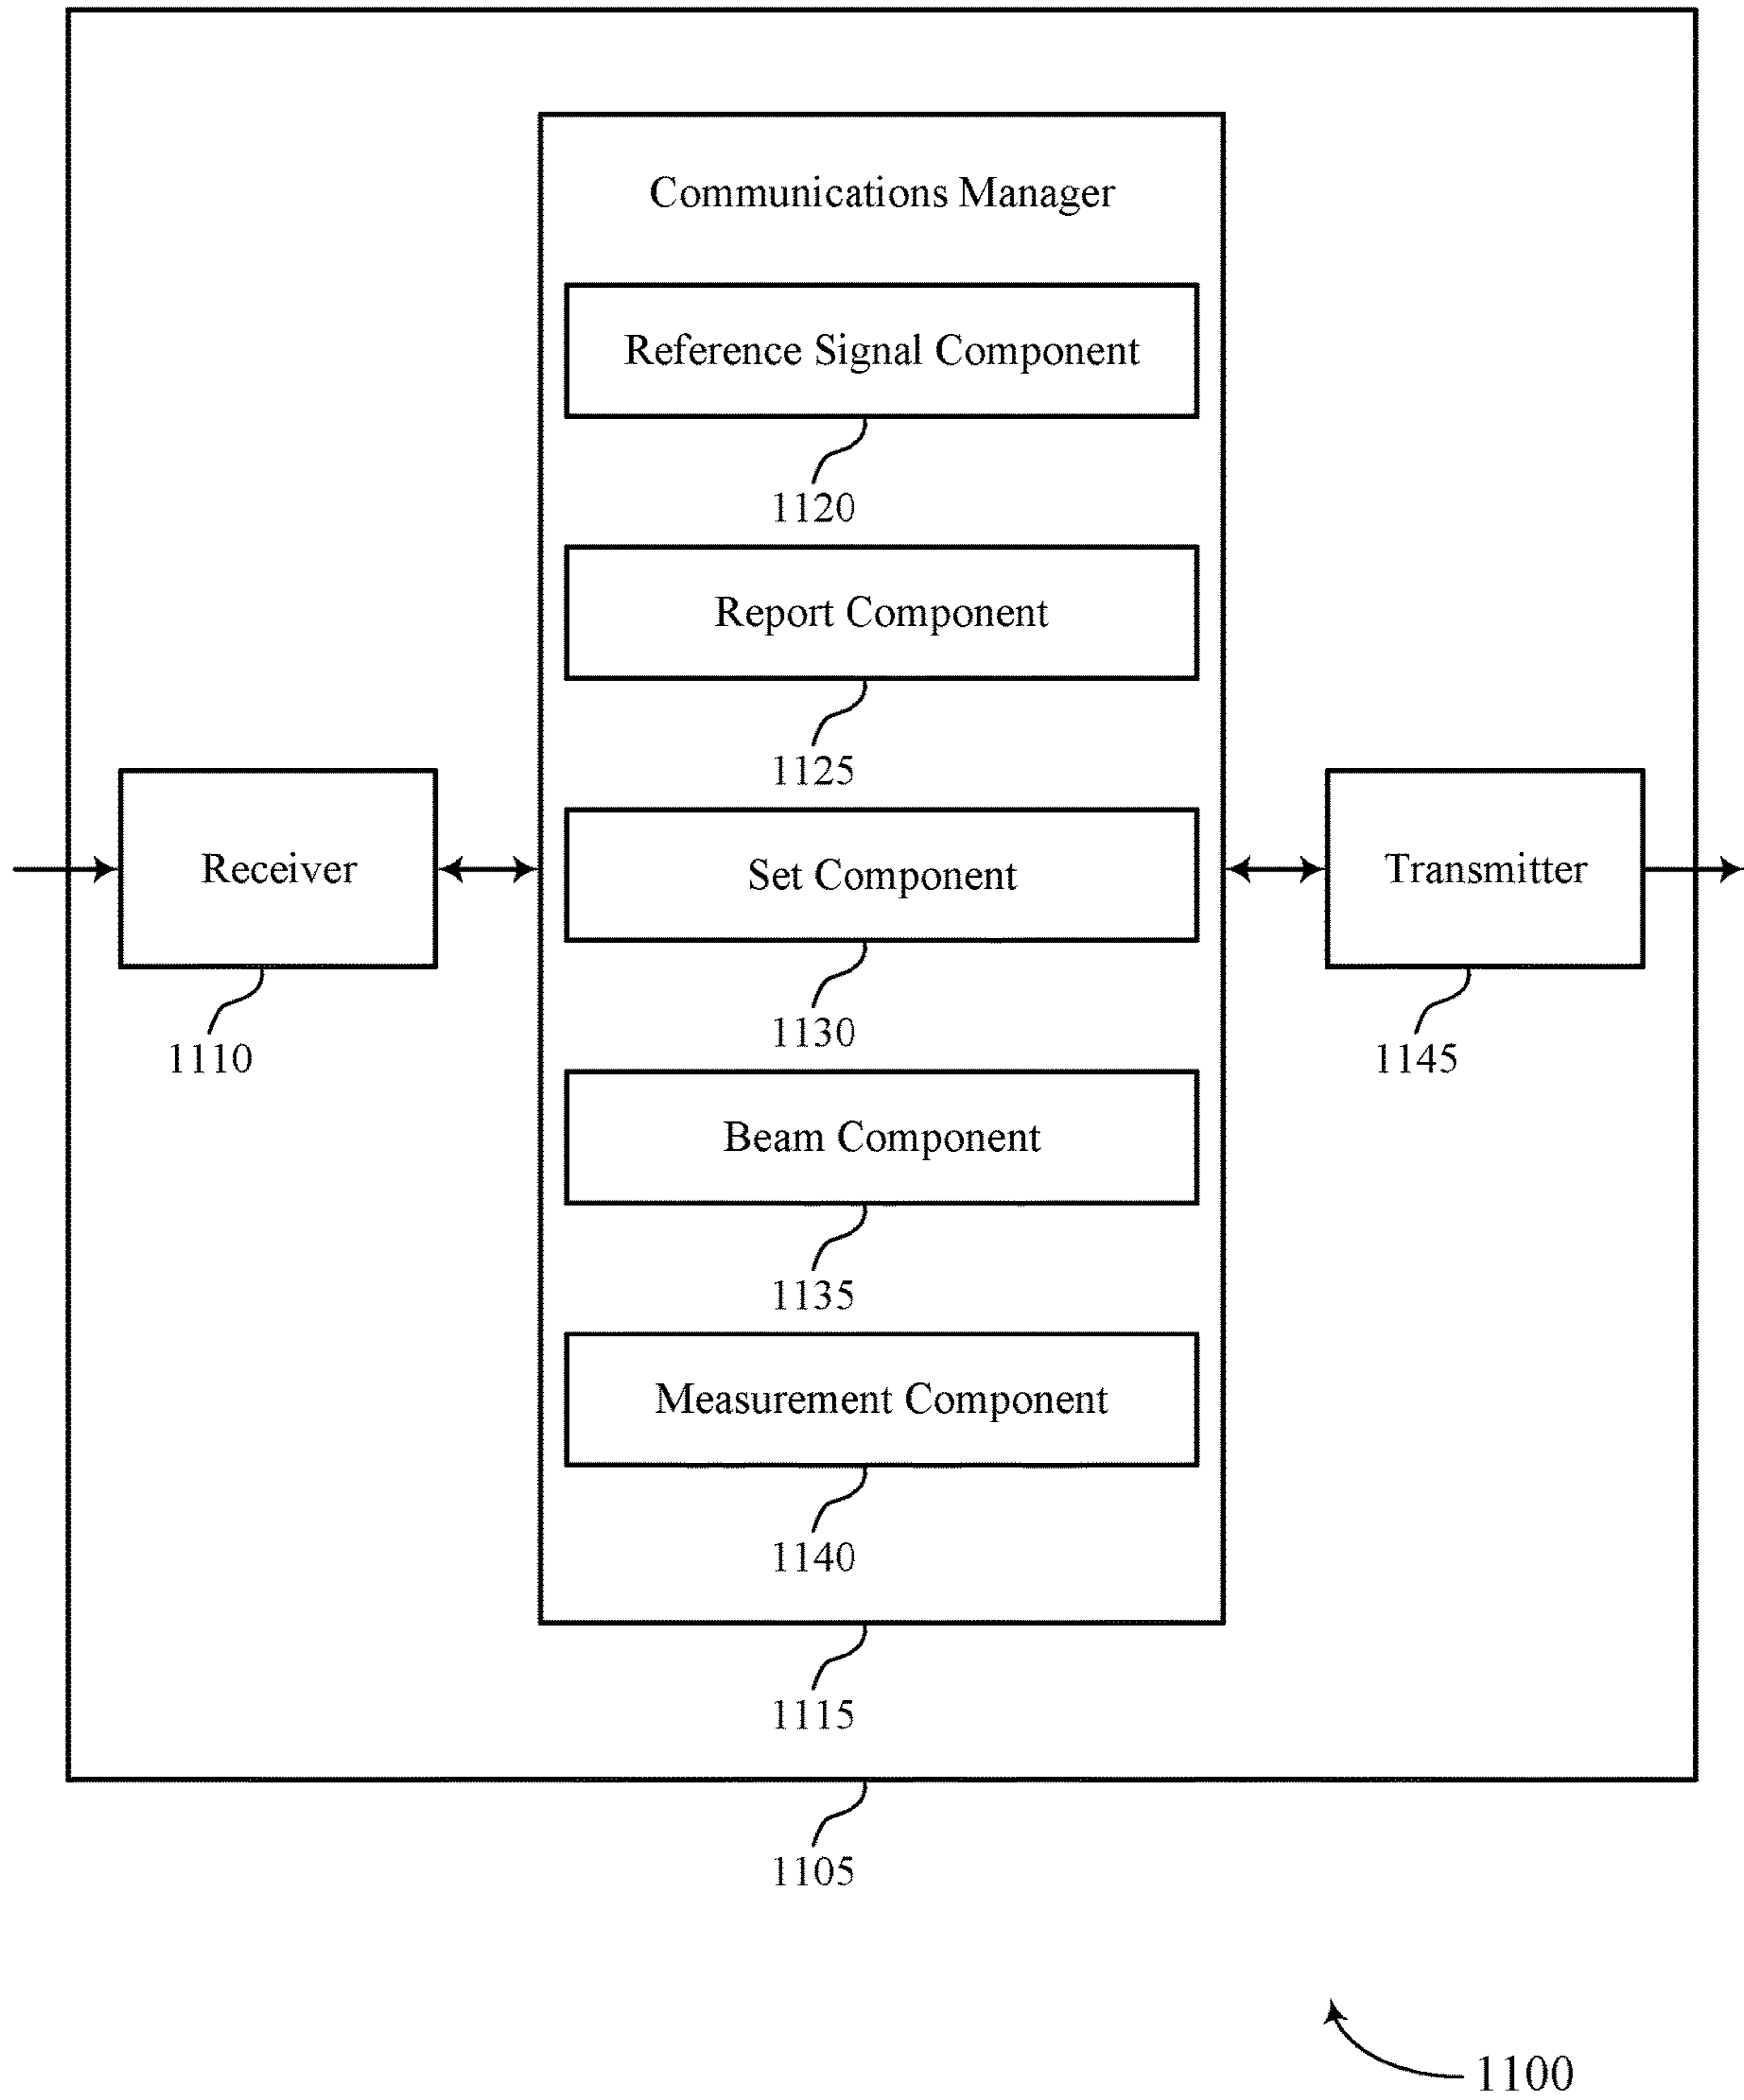 Communications Manager
Reference Signal Component
1120
Report Component
1125
Receiver
1110
Set Component
1130
Transmitter
1145
Beam Component
1135
Measurement Component
1140
1115
1105
1100